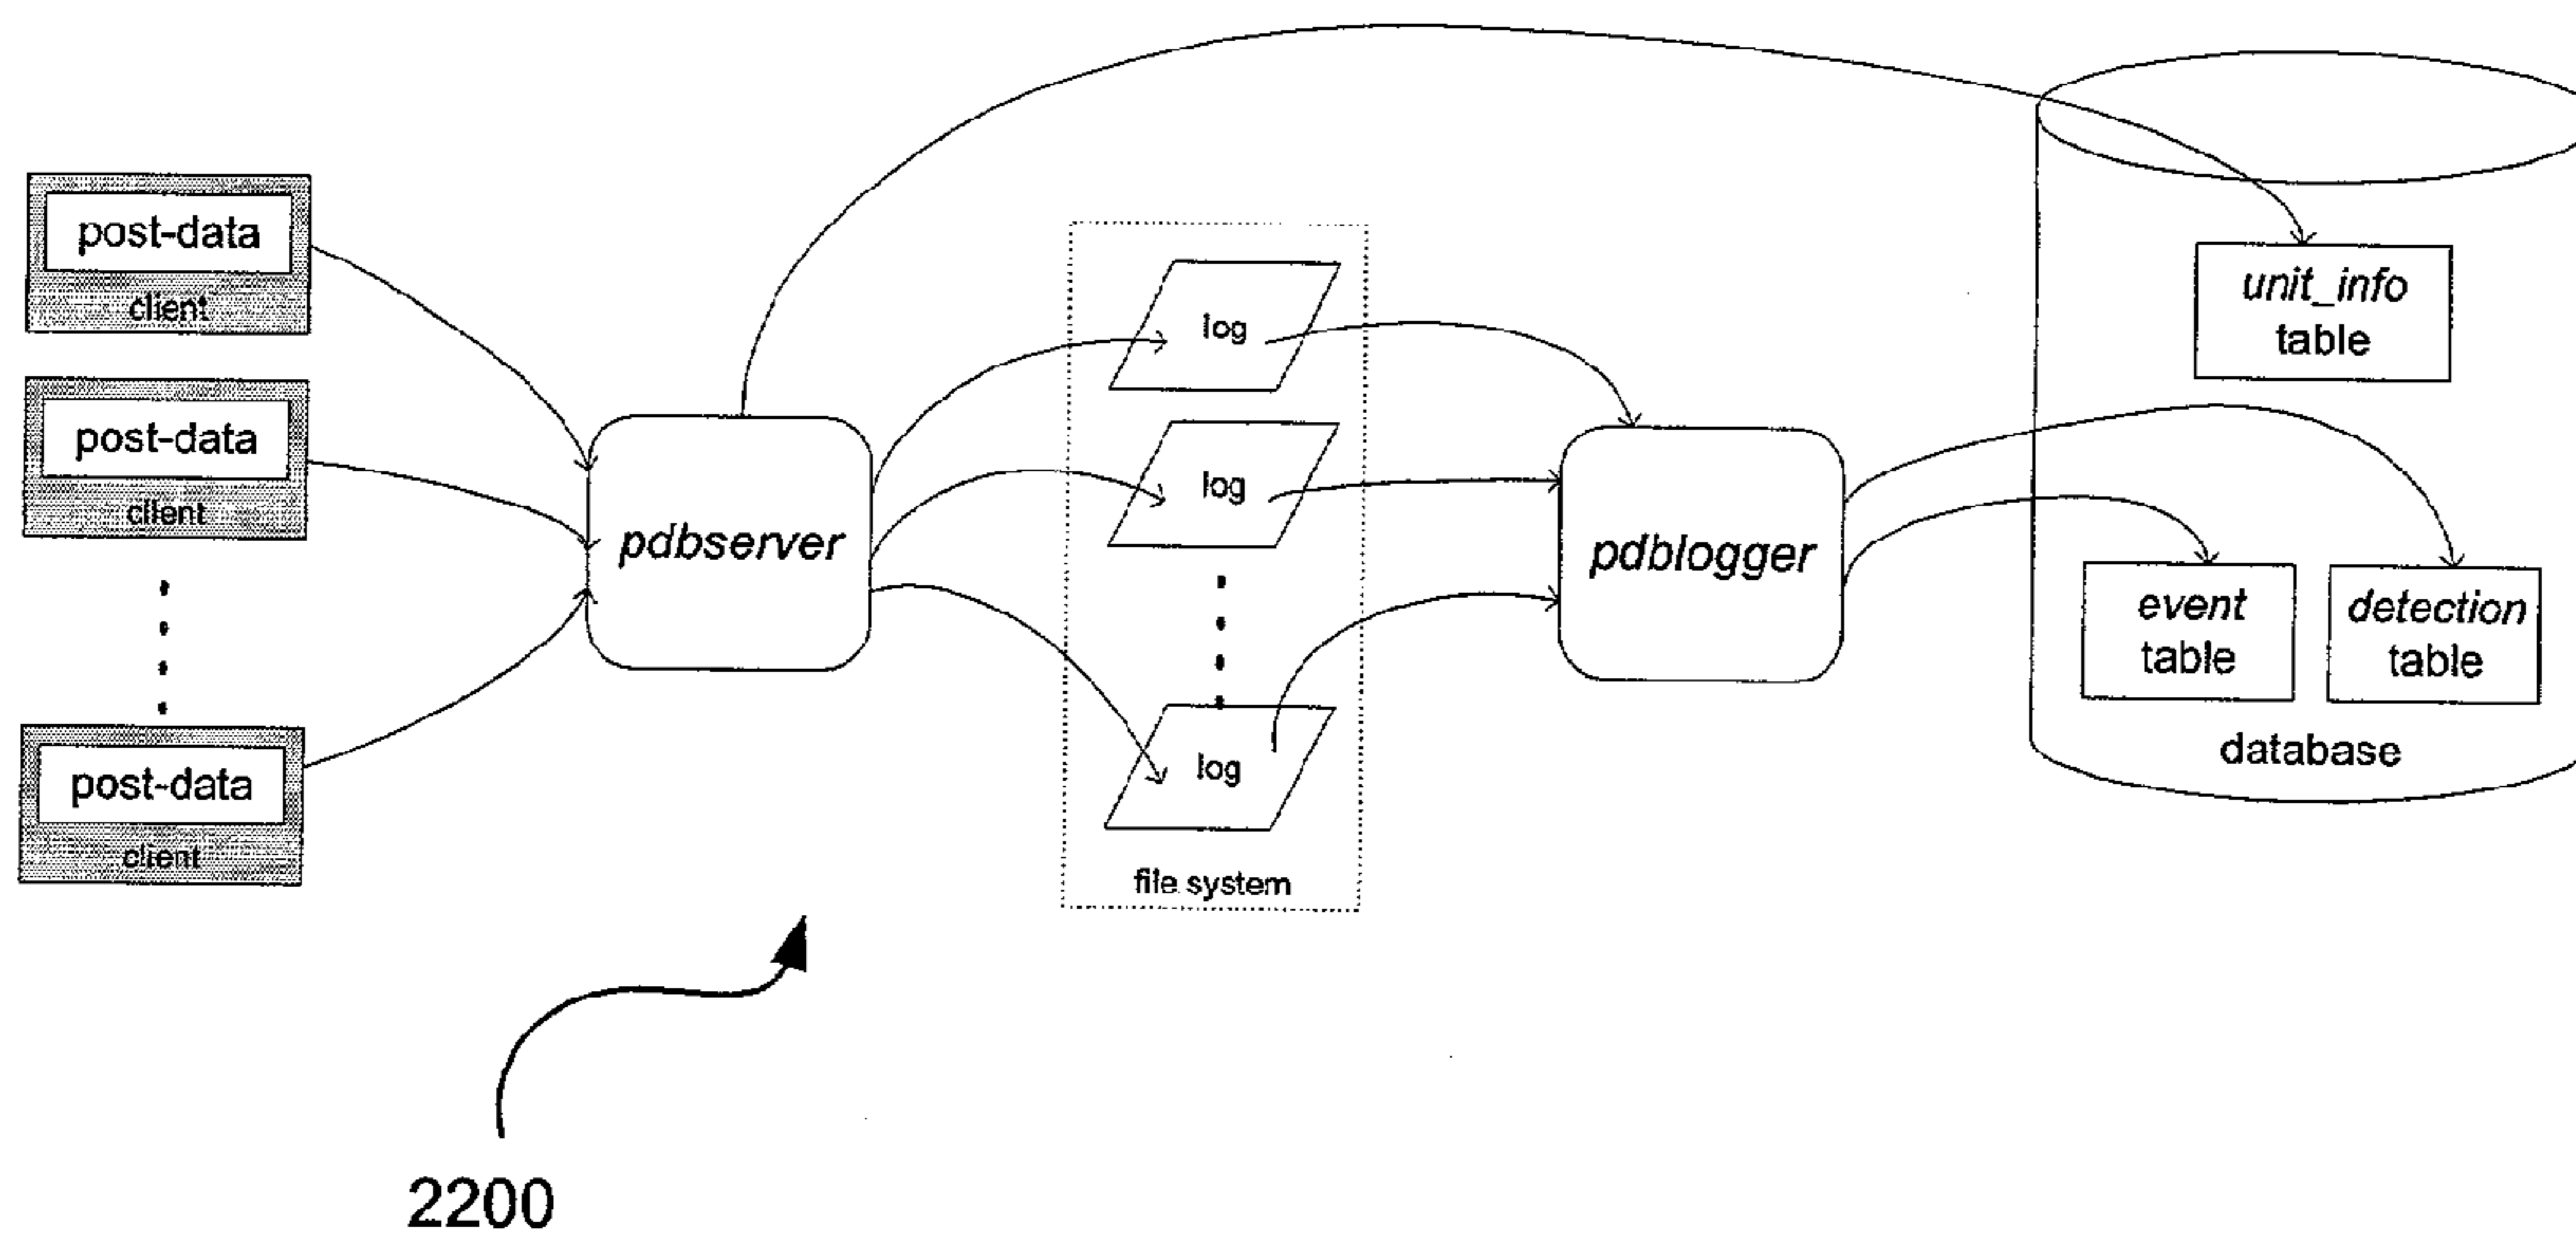 post-data
client
post-data
client
post-data
client
pdbserver
log
log
log
file system
pdblogger
unit_info
table
event
table
detection
table
database
2200